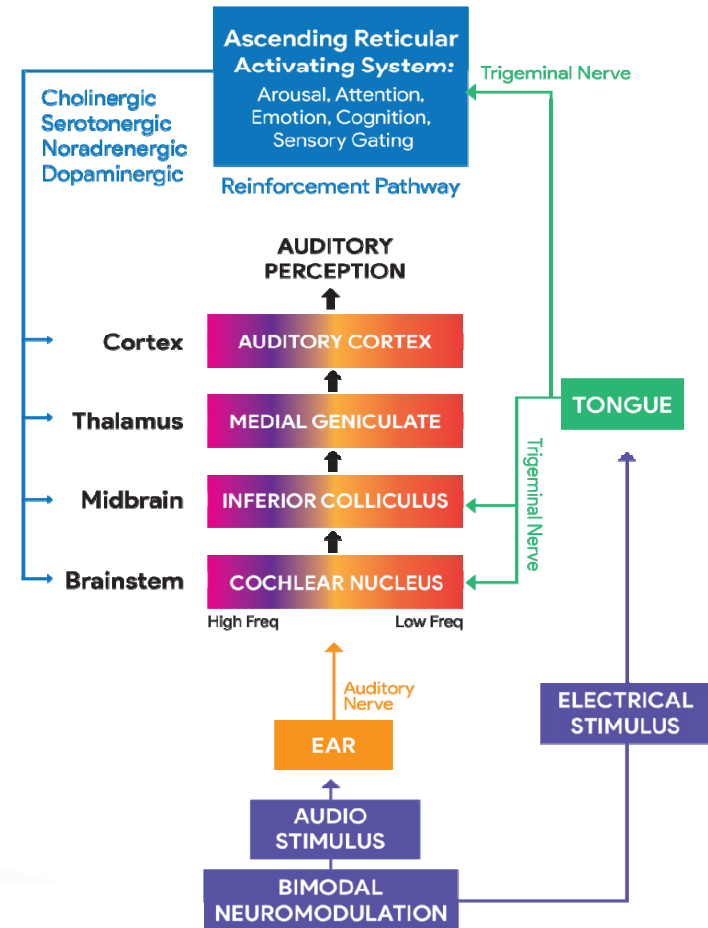 Ascending Reticular
Activating System:
Arousal, Attention,
Emotion, Cognition,
Sensory Gating
Trigeminal Nerve
Cholinergic
Serotonergic
Noradrenergic
Dopaminergic
Reinforcement Pathway
AUDITORY
PERCEPTION
Cortex
AUDITORY CORTEX
Thalamus
MEDIAL GENICULATE
TONGUE
Trigeminal
Nerve
Midbrain
INFERIOR COLLICULUS
Brainstem
COCHLEAR NUCLEUS
High Freq
Low Freq
Auditory
Nerve
ELECTRICAL
STIMULUS
EAR
AUDIO
STIMULUS
BIMODAL
NEUROMODULATION